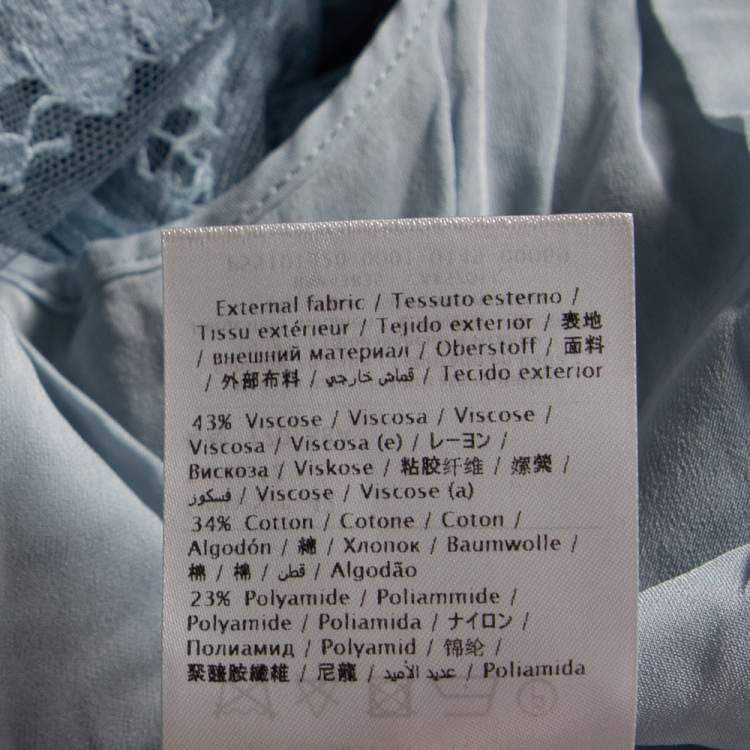 External fabric / Tessuto esterno /
Tissu extérieur / Tejido exterior / 表地
/ внешний материал / Oberstoff / 面料
/ 外部布料 / قماش خارجي / Tecido exterior
43% Viscose / Viscosa / Viscose /
Viscosa / Viscosa (e) / レーヨン /
Вискоза / Viskose / 粘胶纤维 / 嫘縈 /
فسكوز / Viscose / Viscose (a)
34% Cotton / Cotone / Coton /
Algodón / 綿 / Хлопок / Baumwolle /
棉 / 棉 / قطن / Algodão
23% Polyamide / Poliammide /
Polyamide / Poliamida / ナイロン /
Полиамид / Polyamid / 锦纶 /
聚醯胺纖維 / 尼龍 / عديد الأميد / Poliamida